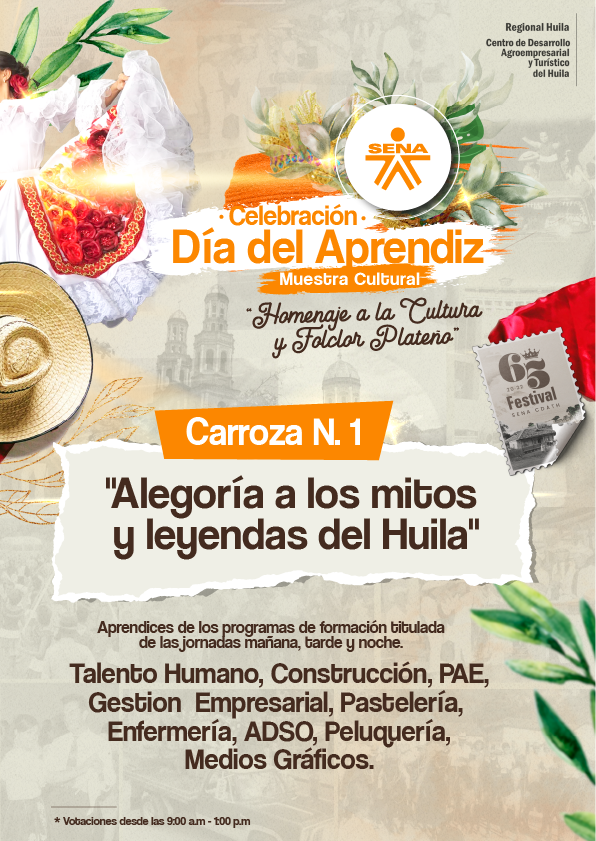 Regional Huila
Centro de Desarrollo
Agroempresarial
y Turístico
del Huila
SENA
· Celebración ·
Día del Aprendiz
Muestra Cultural
"Homenaje a la Cultura
y Folclor Plateño"
65
Festival
SENA CDATH
Carroza N. 1
"Alegoría a los mitos
y leyendas del Huila"
Aprendices de los programas de formación titulada
de las jornadas mañana, tarde y noche.
Talento Humano, Construcción, PAE,
Gestion Empresarial, Pastelería,
Enfermería, ADSO, Peluquería,
Medios Gráficos.
* Votaciones desde las 9:00 a.m - 1:00 p.m